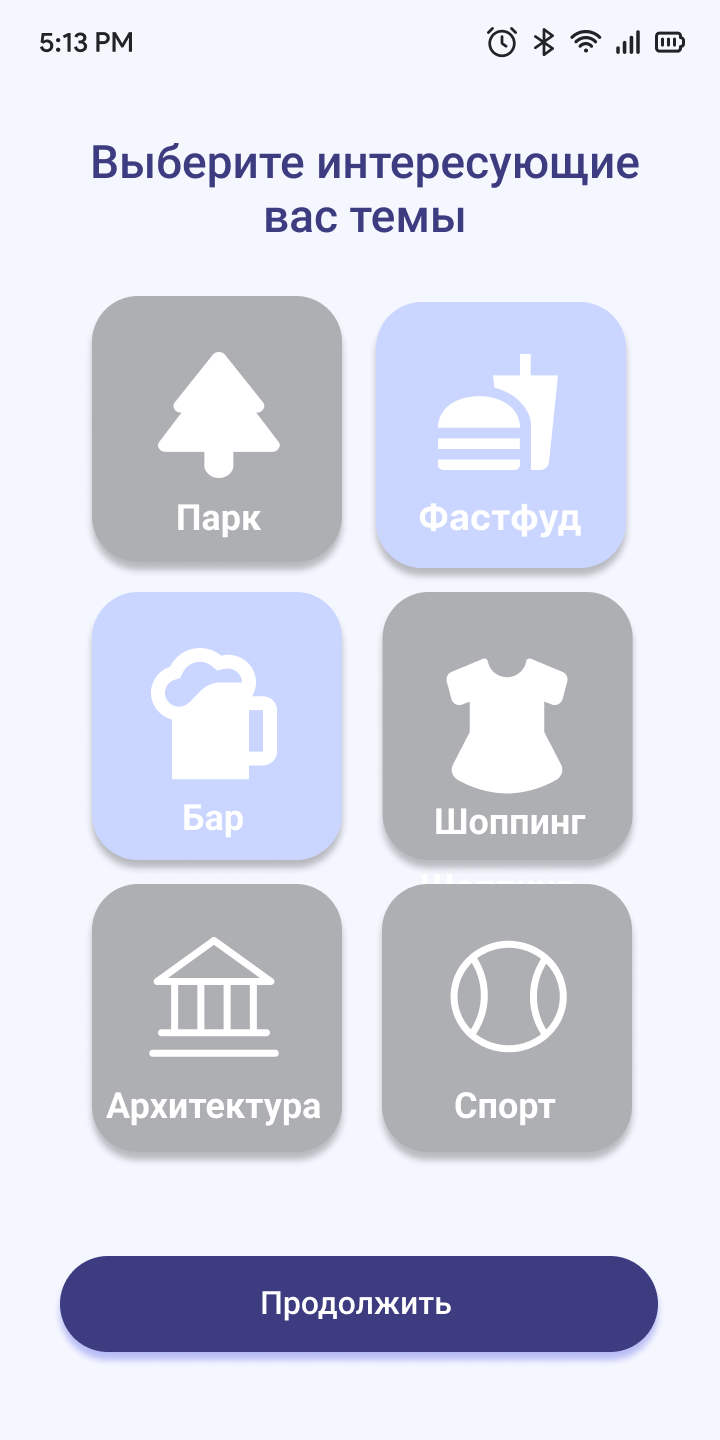 5:13 PM
Выберите интересующие
вас темы
Парк
Фастфуд
Бар
Шоппинг
Архитектура
Спорт
Продолжить